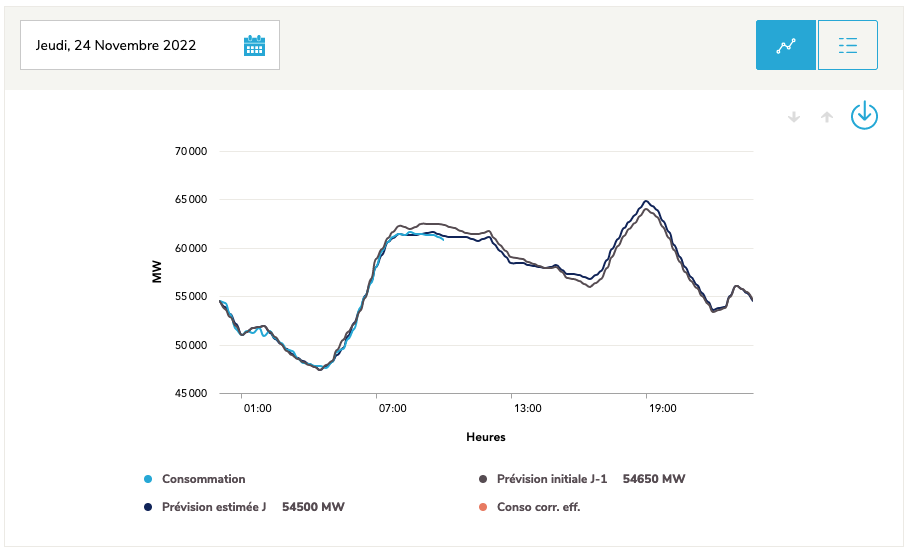 Jeudi, 24 Novembre 2022
70 000
65 000
60 000
55 000
50 000
45 000
MW
01:00
07:00
13:00
19:00
Heures
Consommation
Prévision initiale J-1 54650 MW
Prévision estimée J 54500 MW
Conso corr. eff.